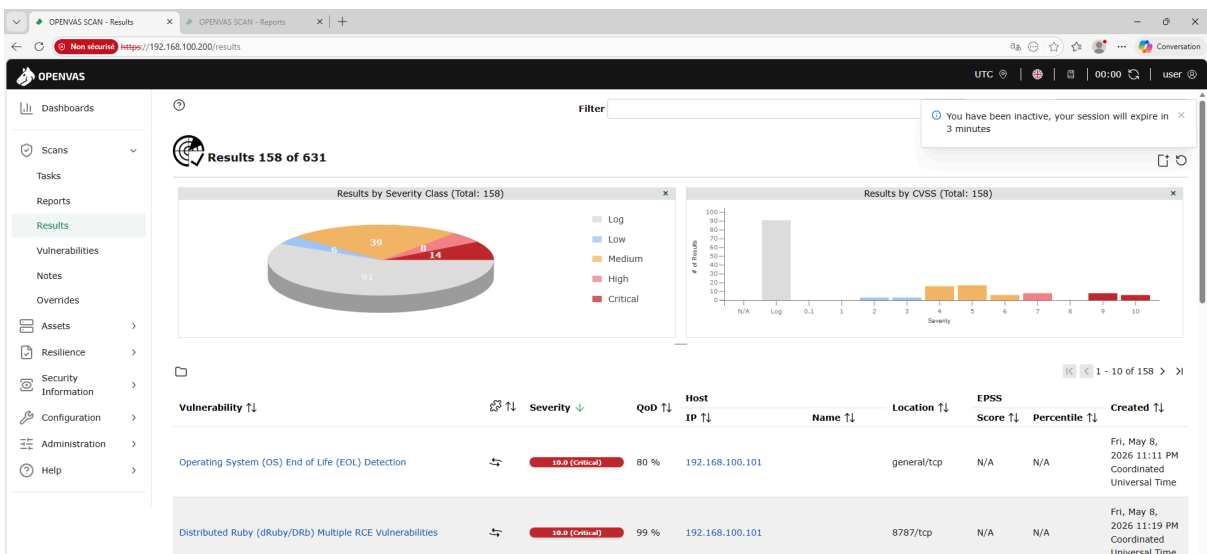 OPENVAS SCAN - Results
OPENVAS SCAN - Reports
Non sécurisé https://192.168.100.200/results
Conversation
OPENVAS
UTC
00:00
user
Dashboards
Filter
You have been inactive, your session will expire in
3 minutes
Scans
Results 158 of 631
Tasks
Reports
Results
Vulnerabilities
Notes
Overrides
Assets
Resilience
Security
Information
Configuration
Administration
Help
Results by Severity Class (Total: 158)
6
39
8
14
91
Log
Low
Medium
High
Critical
Results by CVSS (Total: 158)
# of Results
100
90
80
70
60
50
40
30
20
10
0
N/A Log 0.1 1 2 3 4 5 6 7 8 9 10
Severity
1 - 10 of 158
Vulnerability Severity QoD Host Location EPSS Created
IP Name Score Percentile
Operating System (OS) End of Life (EOL) Detection 10.0 (Critical) 80 % 192.168.100.101 general/tcp N/A N/A
Fri, May 8,
2026 11:11 PM
Coordinated
Universal Time
Distributed Ruby (dRuby/DRb) Multiple RCE Vulnerabilities 10.0 (Critical) 99 % 192.168.100.101 8787/tcp N/A N/A
Fri, May 8,
2026 11:19 PM
Coordinated
Universal Time